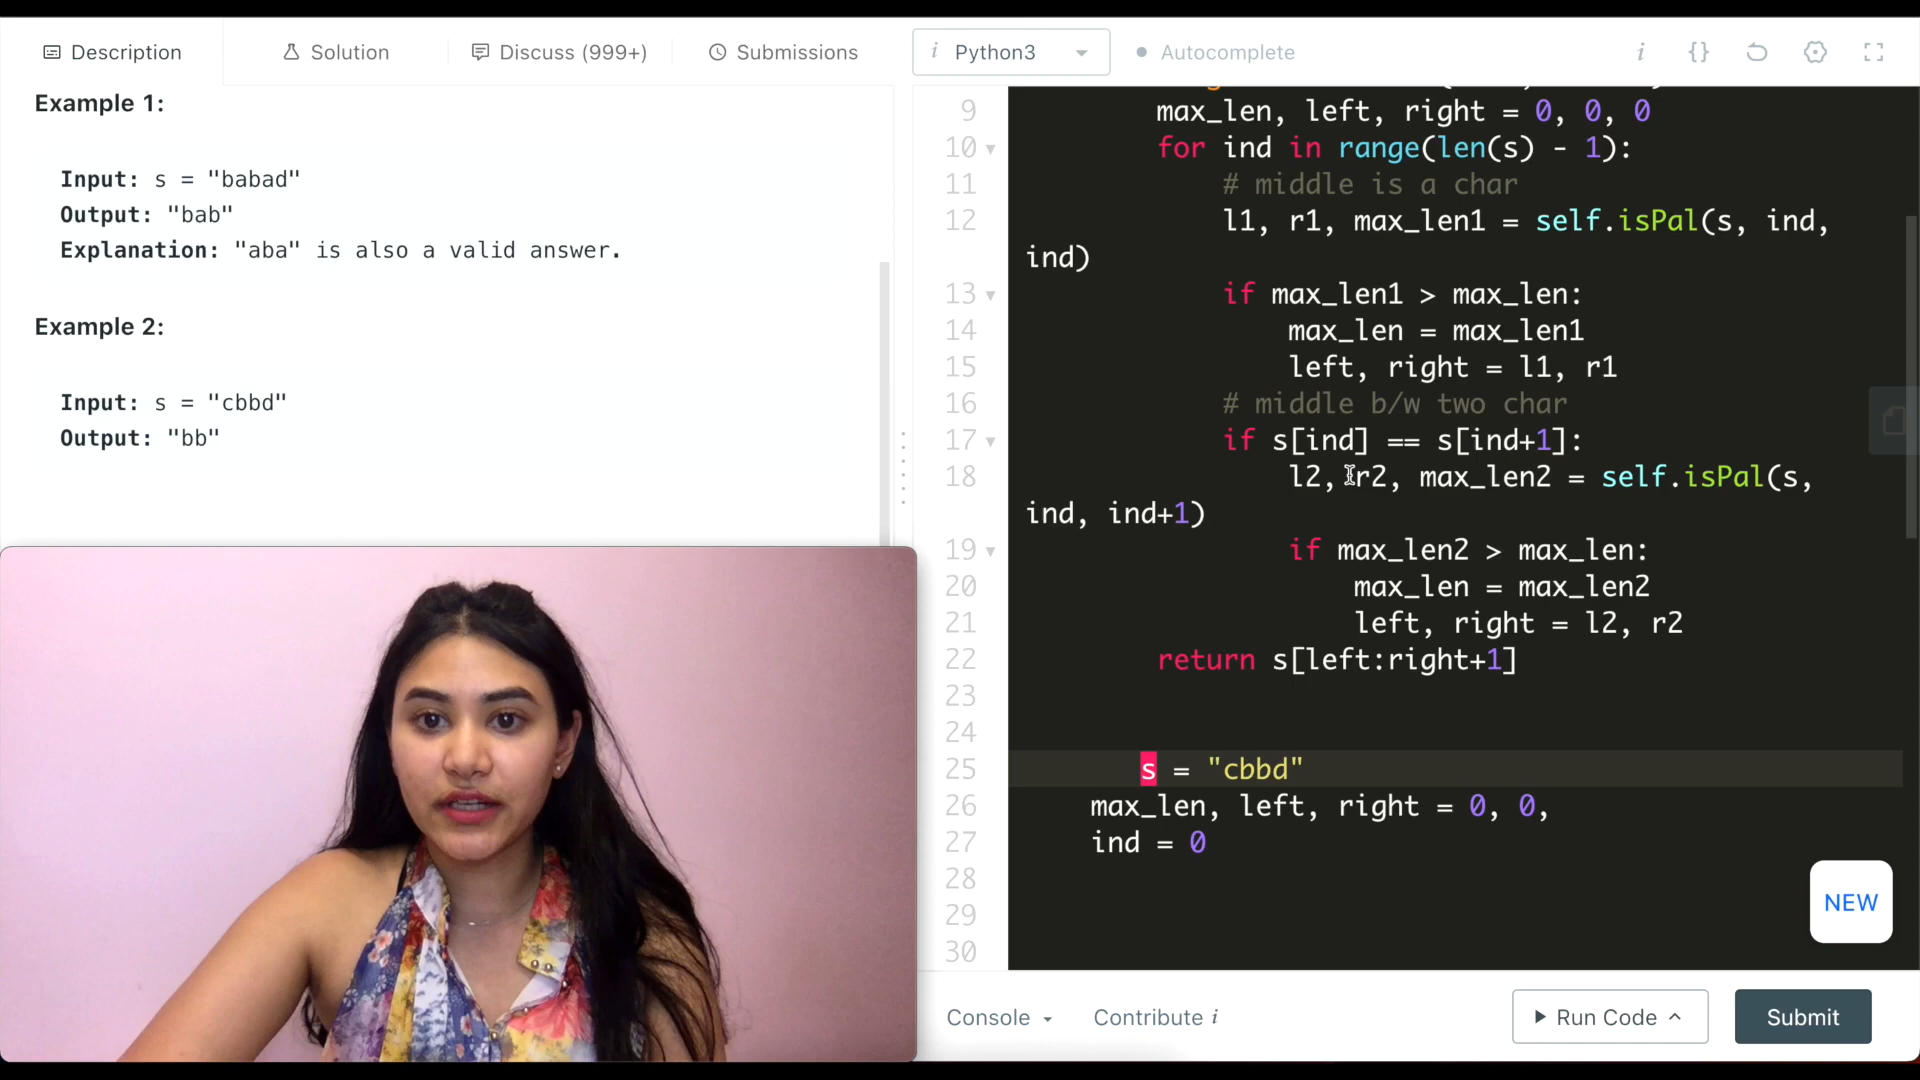 Description
Solution
Discuss (999+)
Submissions
i Python3
Autocomplete
i {}
Example 1:
Input: s = "babad"
Output: "bab"
Explanation: "aba" is also a valid answer.
Example 2:
Input: s = "cbbd"
Output: "bb"
9 max_len, left, right = 0, 0, 0
10 for ind in range(len(s) - 1):
11 # middle is a char
12 l1, r1, max_len1 = self.isPal(s, ind,
ind)
13 if max_len1 > max_len:
14 max_len = max_len1
15 left, right = l1, r1
16 # middle b/w two char
17 if s[ind] == s[ind+1]:
18 l2, r2, max_len2 = self.isPal(s,
ind, ind+1)
19 if max_len2 > max_len:
20 max_len = max_len2
21 left, right = l2, r2
22 return s[left:right+1]
23
24
25 s = "cbbd"
26 max_len, left, right = 0, 0,
27 ind = 0
28
29
30
NEW
Console
Contribute i
Run Code
Submit